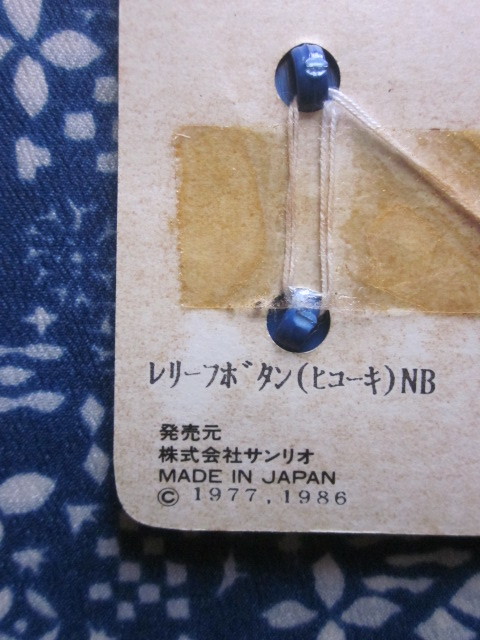 レリーフボタン(ヒコーキ)NB
発売元
株式会社サンリオ
MADE IN JAPAN
© 1977, 1986